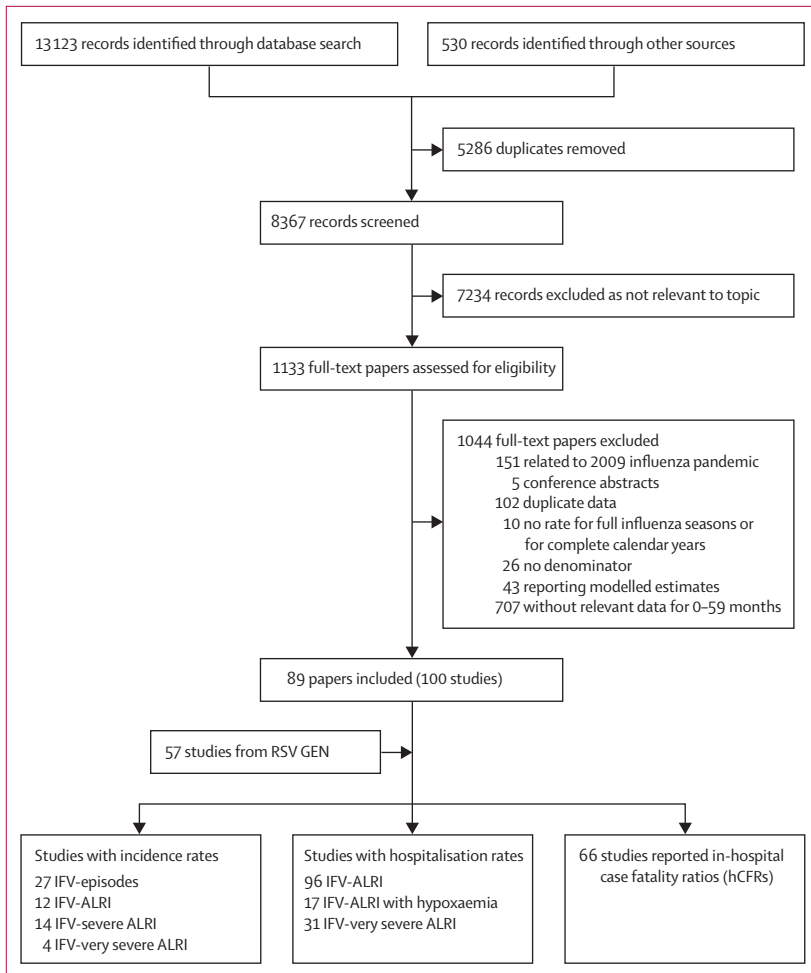 13 123 records identified through database search
530 records identified through other sources
5286 duplicates removed
8367 records screened
7234 records excluded as not relevant to topic
1133 full-text papers assessed for eligibility
1044 full-text papers excluded
151 related to 2009 influenza pandemic
5 conference abstracts
102 duplicate data
10 no rate for full influenza seasons or
for complete calendar years
26 no denominator
43 reporting modelled estimates
707 without relevant data for 0–59 months
89 papers included (100 studies)
57 studies from RSV GEN
Studies with incidence rates
27 IFV-episodes
12 IFV-ALRI
14 IFV-severe ALRI
4 IFV-very severe ALRI
Studies with hospitalisation rates
96 IFV-ALRI
17 IFV-ALRI with hypoxaemia
31 IFV-very severe ALRI
66 studies reported in-hospital
case fatality ratios (hCFRs)